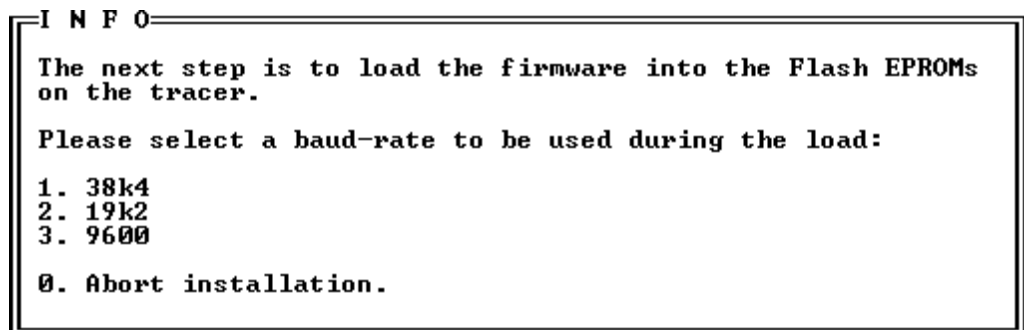 I N F O
The next step is to load the firmware into the Flash EPROMs
on the tracer.
Please select a baud-rate to be used during the load:
1. 38k4
2. 19k2
3. 9600
0. Abort installation.